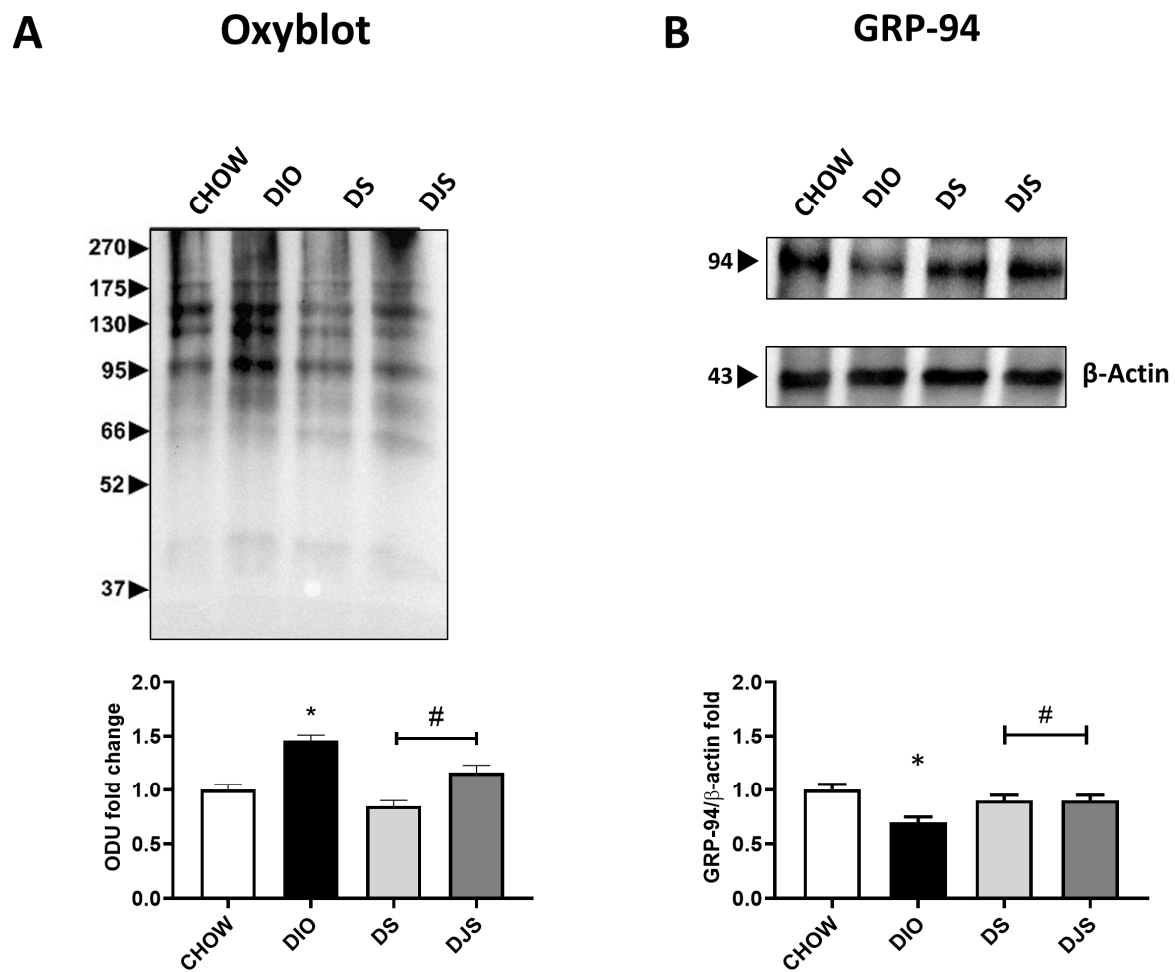 A
Oxyblot
CHOW
DIO
DS
DJS
270
175
130
95
66
52
37
ODU fold change
2.0
1.5
1.0
0.5
0.0
*
#
CHOW
DIO
DS
DJS
B
GRP-94
CHOW
DIO
DS
DJS
94
43
β-Actin
GRP-94/β-actin fold
2.0
1.5
1.0
0.5
0.0
*
#
CHOW
DIO
DS
DJS